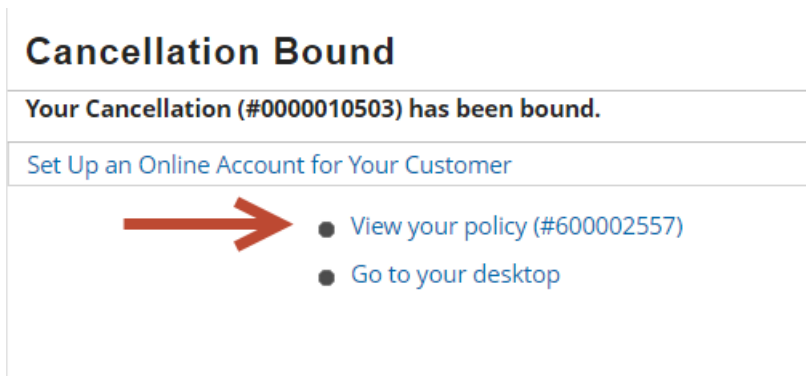 Cancellation Bound
Your Cancellation (#0000010503) has been bound.
Set Up an Online Account for Your Customer
View your policy (#600002557)
Go to your desktop